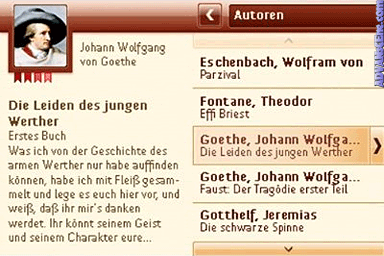 Johann Wolfgang
von Goethe
Die Leiden des jungen
Werther
Erstes Buch
Was ich von der Geschichte des
armen Werther nur habe auffinden
können, habe ich mit Fleiß gesam-
melt und lege es euch hier vor, und
weiß, daß ihr mir's danken
werdet. Ihr könnt seinem Geist
und seinem Charakter eure...
Autoren
Eschenbach, Wolfram von
Parzival
Fontane, Theodor
Effi Briest
Goethe, Johann Wolfga...
Die Leiden des jungen Werther
Goethe, Johann Wolfga...
Faust: Der Tragödie erster Teil
Gotthelf, Jeremias
Die schwarze Spinne